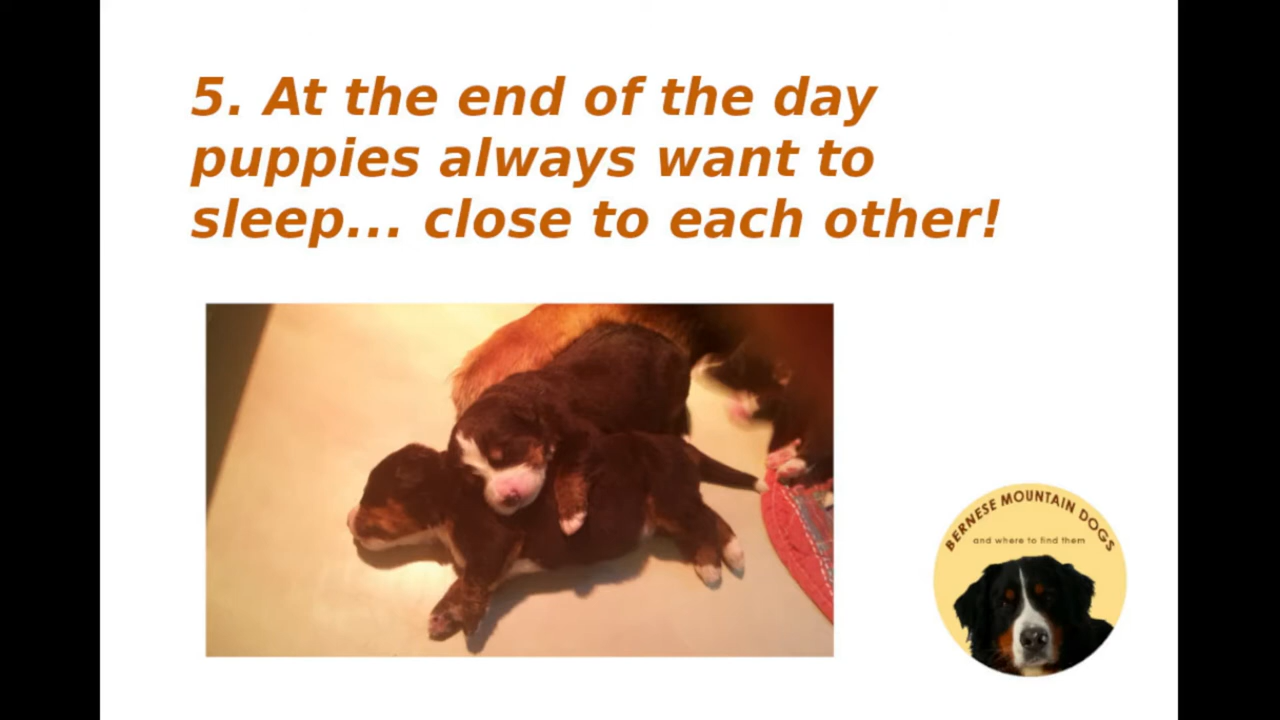 5. At the end of the day
puppies always want to
sleep... close to each other!
BERNESE MOUNTAIN DOGS
and where to find them